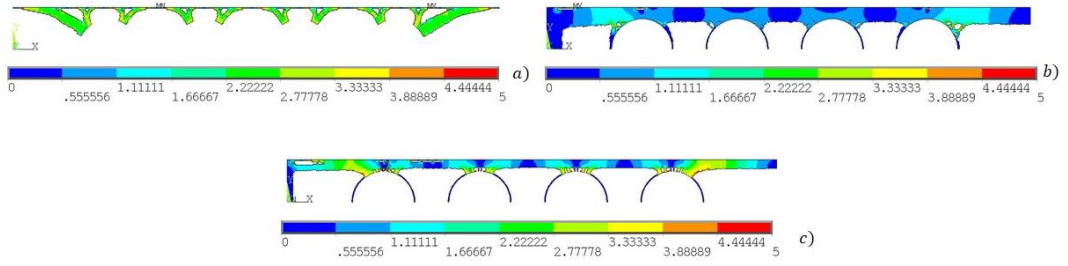 MN MX
Y
Z X
0 1.11111 2.22222 3.33333 4.44444
.555556 1.66667 2.77778 3.88889 5
a)
MX
Y
Z X
0 1.11111 2.22222 3.33333 4.44444
.555556 1.66667 2.77778 3.88889 5
b)
X
0 1.11111 2.22222 3.33333 4.44444
.555556 1.66667 2.77778 3.88889 5
c)